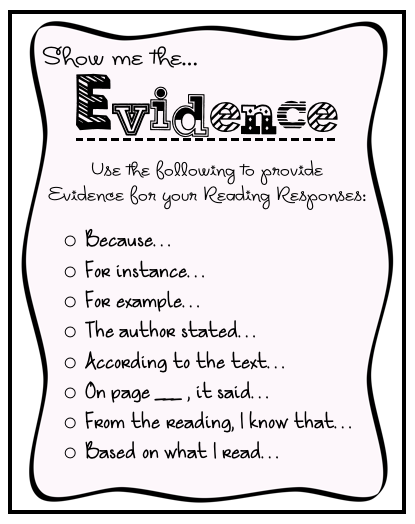 Show me the...
Evidence
Use the following to provide
Evidence for your Reading Responses:
○ Because...
○ For instance...
○ For example...
○ The author stated...
○ According to the text...
○ On page ___, it said...
○ From the reading, I know that...
○ Based on what I read...